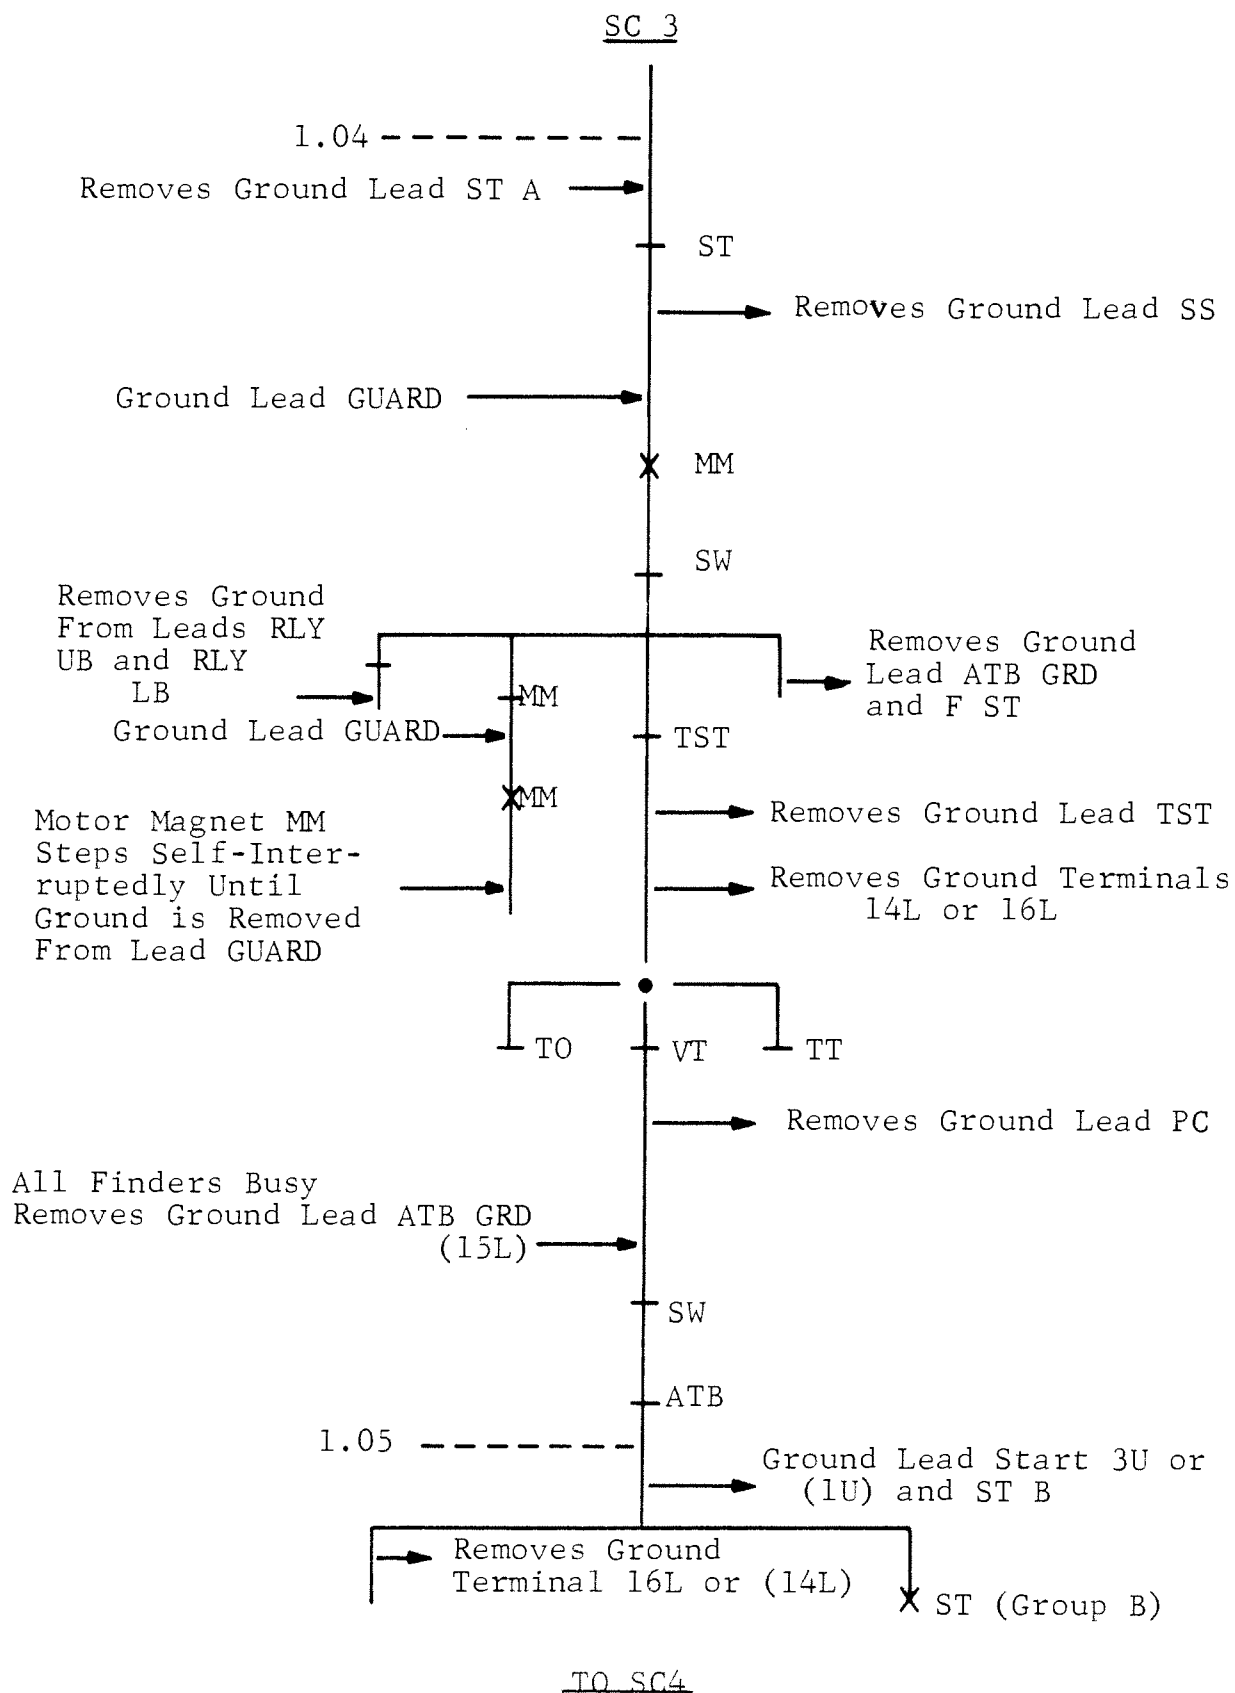 SC 3
1.04
Removes Ground Lead ST A
ST
Removes Ground Lead SS
Ground Lead GUARD
MM
SW
Removes Ground
From Leads RLY
UB and RLY
LB
Removes Ground
Lead ATB GRD
and F ST
MM
Ground Lead GUARD
TST
MM
Motor Magnet MM
Steps Self-Inter-
ruptedly Until
Ground is Removed
From Lead GUARD
Removes Ground Lead TST
Removes Ground Terminals
14L or 16L
TO
VT
TT
Removes Ground Lead PC
All Finders Busy
Removes Ground Lead ATB GRD
(15L)
SW
ATB
1.05
Ground Lead Start 3U or
(1U) and ST B
Removes Ground
Terminal 16L or (14L)
ST (Group B)
TO SC4